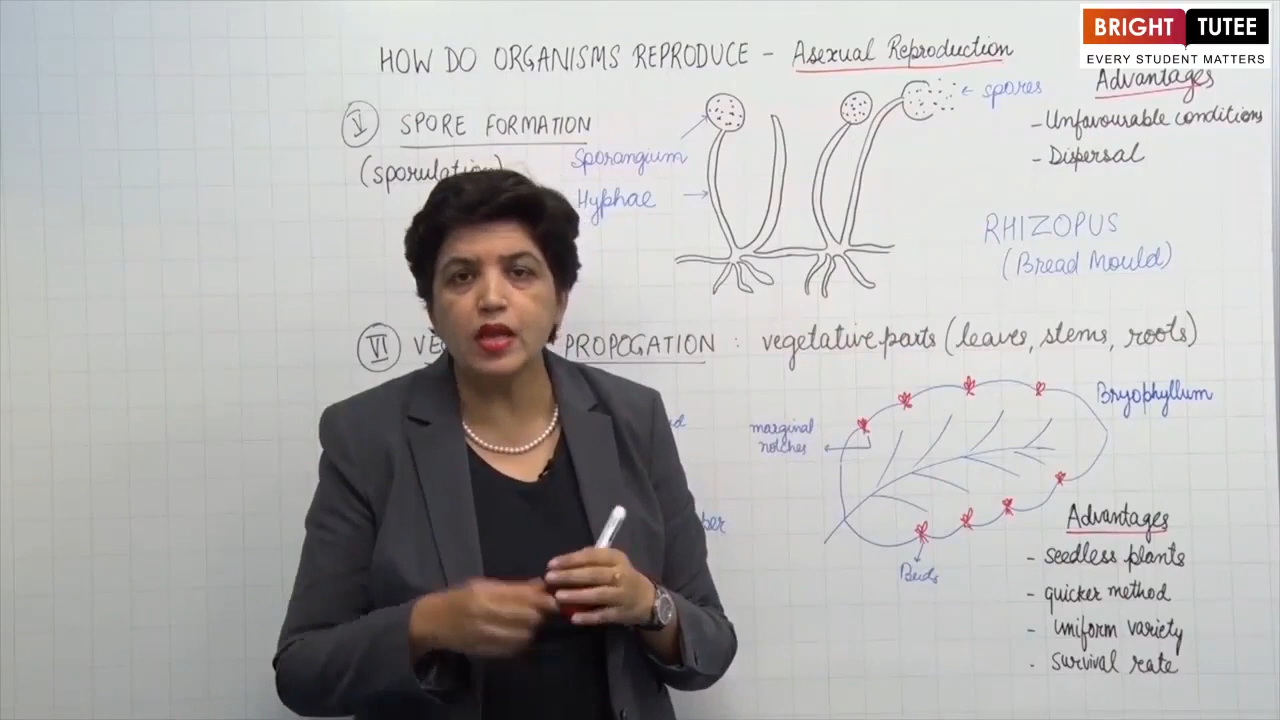 BRIGHT TUTEE
EVERY STUDENT MATTERS
HOW DO ORGANISMS REPRODUCE - Asexual Reproduction
V SPORE FORMATION
(sporulation)
Sporangium
Hyphae
spores
Advantages
- Unfavourable conditions
- Dispersal
RHIZOPUS
(Bread Mould)
VI PROPOGATION : vegetative parts (leaves, stems, roots)
marginal
notches
Bryophyllum
Buds
Advantages
- seedless plants
- quicker method
- uniform variety
- survival rate